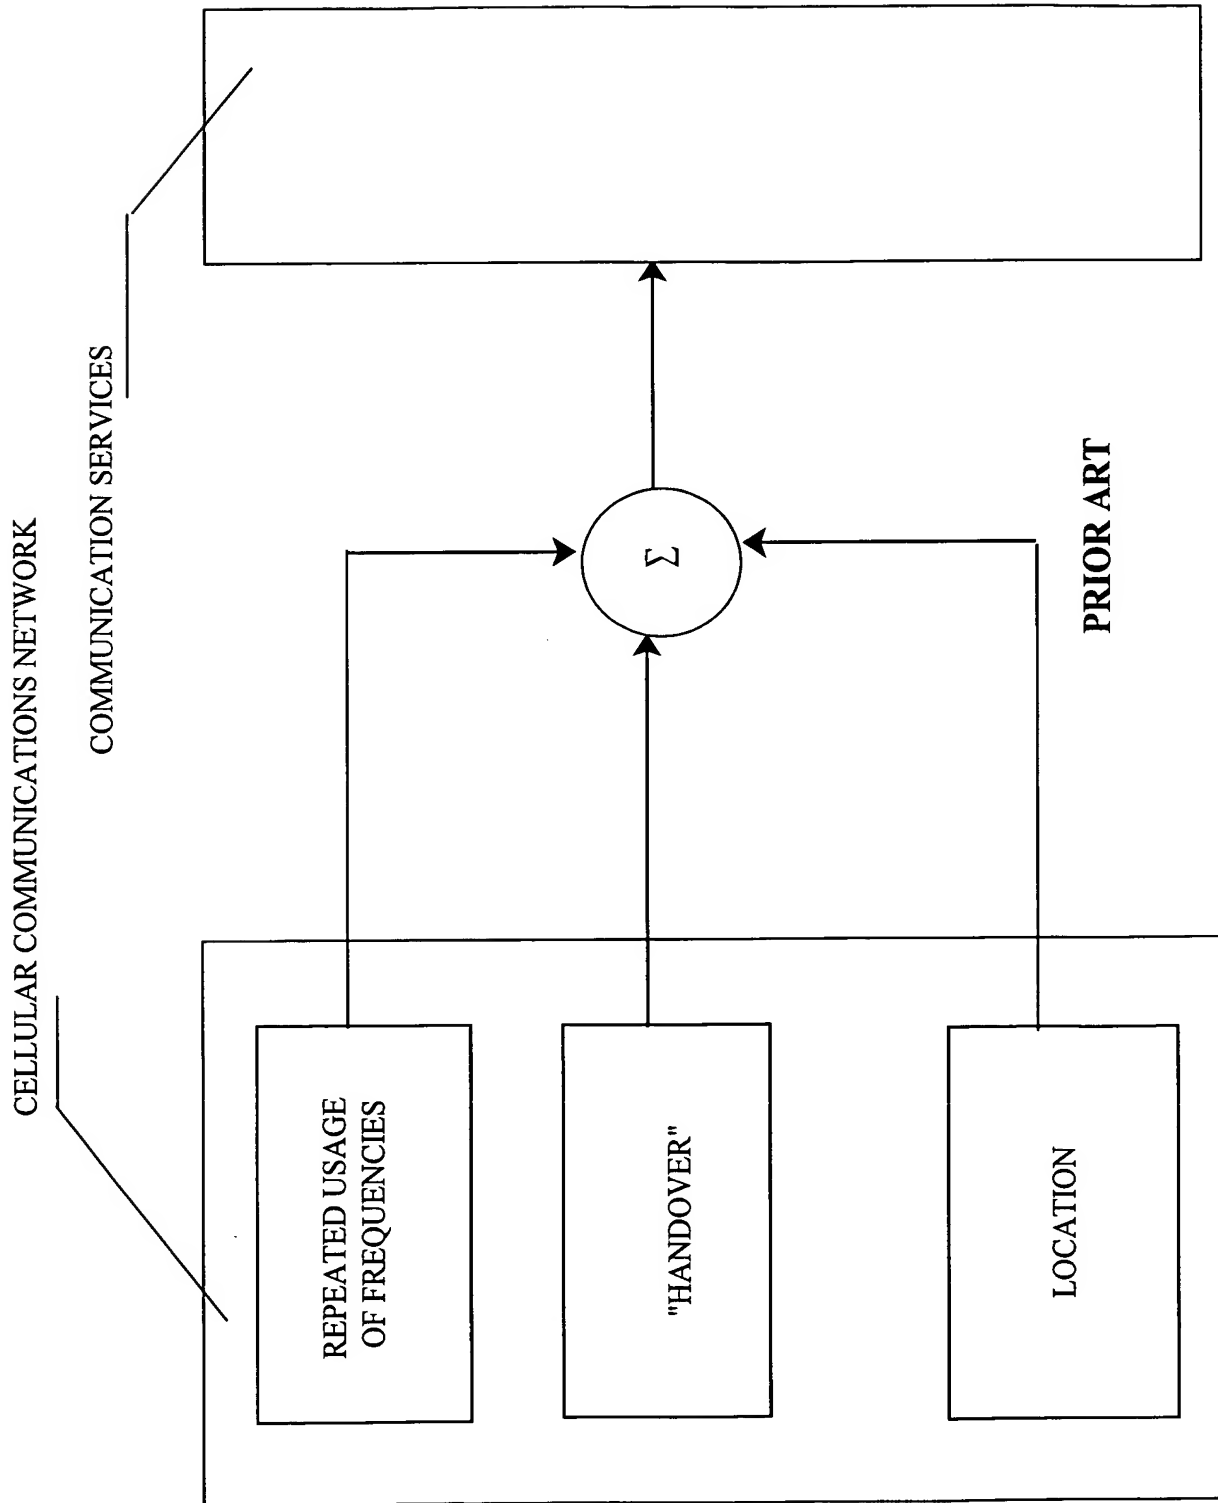 CELLULAR COMMUNICATIONS NETWORK
COMMUNICATION SERVICES
REPEATED USAGE
OF FREQUENCIES
"HANDOVER"
LOCATION
Σ
PRIOR ART